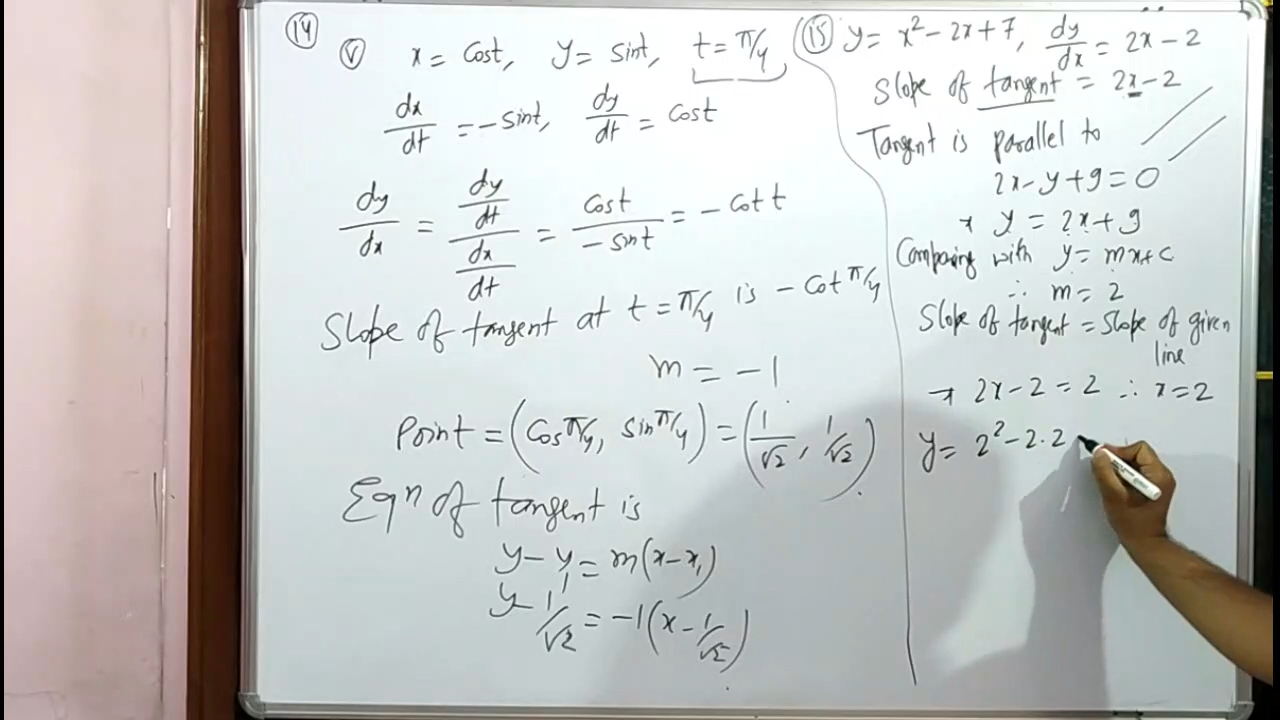 (14)
(v) x = Cost, y = Sint, t = π/4
dx/dt = -Sint, dy/dt = Cost
dy/dx = (dy/dt)/(dx/dt) = Cost/-Sint = - Cot t
Slope of tangent at t = π/4 is - Cot π/4
m = -1
Point = (Cos π/4, Sin π/4) = (1/√2, 1/√2)
Eqn of tangent is
y - y1 = m(x - x1)
y - 1/√2 = -1(x - 1/√2)
(15) y = x² - 2x + 7, dy/dx = 2x - 2
Slope of tangent = 2x - 2
Tangent is parallel to
2x - y + 9 = 0
y = 2x + 9
Comparing with y = mx + c
∴ m = 2
Slope of tangent = Slope of given
line
→ 2x - 2 = 2 ∴ x = 2
y = 2² - 2.2